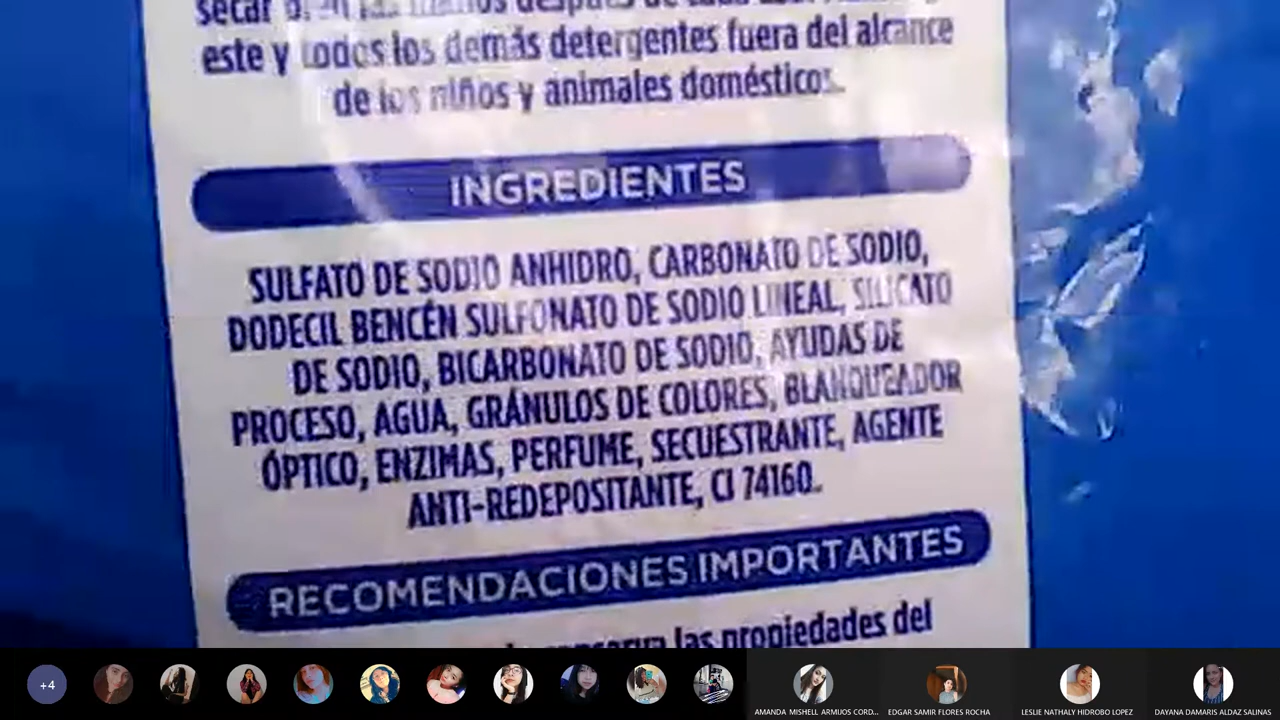 secar
este y todos los demás detergentes fuera del alcance
de los niños y animales domésticos.
INGREDIENTES
SULFATO DE SODIO ANHIDRO, CARBONATO DE SODIO,
DODECIL BENCÉN SULFONATO DE SODIO LINEAL, SILICATO
DE SODIO, BICARBONATO DE SODIO, AYUDAS DE
PROCESO, AGUA, GRÁNULOS DE COLORES, BLANQUEADOR
ÓPTICO, ENZIMAS, PERFUME, SECUESTRANTE, AGENTE
ANTI-REDEPOSITANTE, CI 74160.
RECOMENDACIONES IMPORTANTES
conserva las propiedades del
+4
AMANDA MISHELL ARMIJOS CORD...
EDGAR SAMIR FLORES ROCHA
LESLIE NATHALY HIDROBO LOPEZ
DAYANA DAMARIS ALDAZ SALINAS